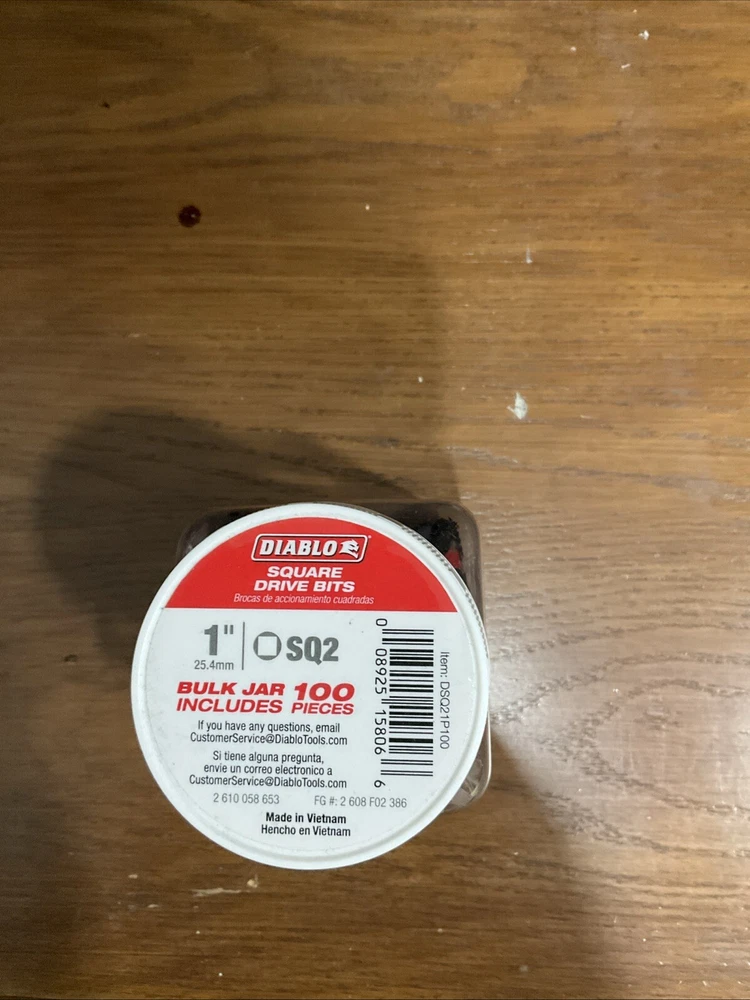 DIABLO
SQUARE
DRIVE BITS
Brocas de accionamiento cuadradas
1"
25.4mm
SQ2
BULK JAR 100
INCLUDES PIECES
If you have any questions, email
CustomerService@DiabloTools.com
Si tiene alguna pregunta,
envie un correo electronico a
CustomerService@DiabloTools.com
2 610 058 653 FG #: 2 608 F02 386
Made in Vietnam
Hencho en Vietnam
0 08925 15806 6
Item: DSQ21P100